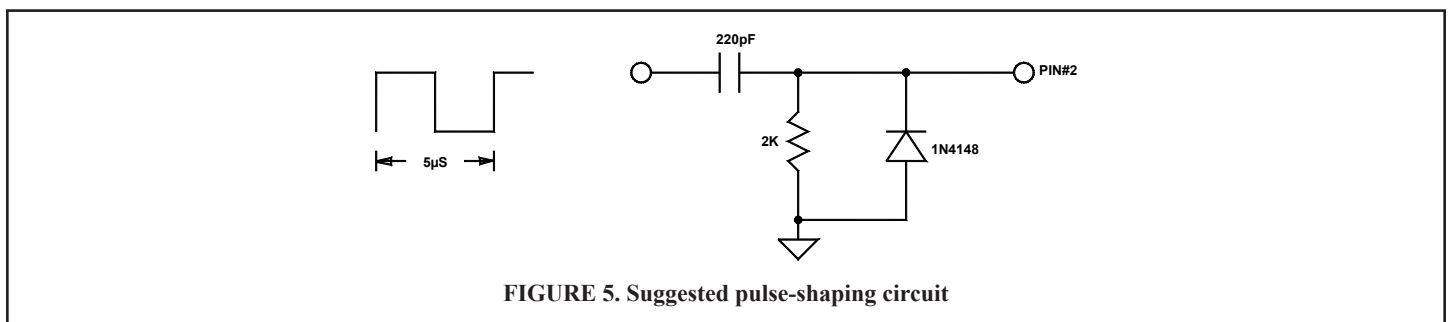 220pF
PIN#2
2K
1N4148
5µS
FIGURE 5. Suggested pulse-shaping circuit